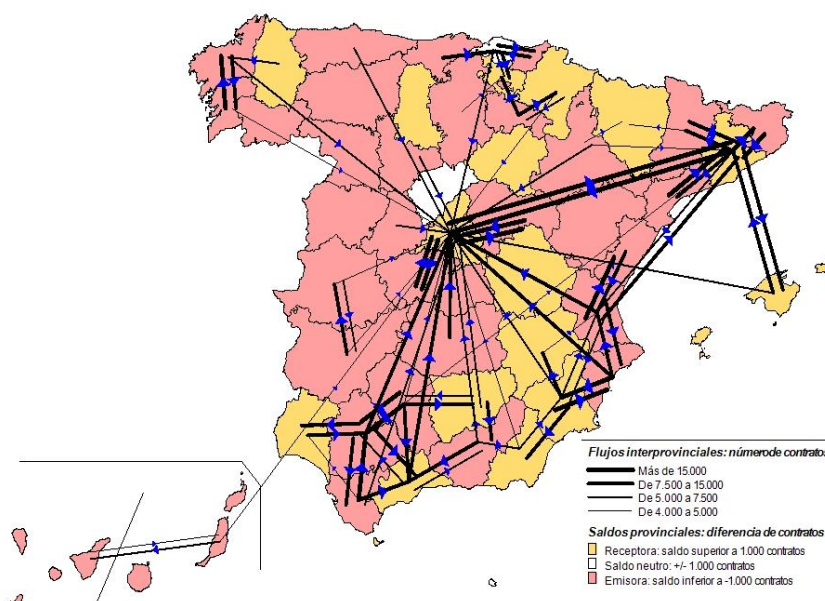 Flujos interprovinciales: númerode contratos
Más de 15.000
De 7.500 a 15.000
De 5.000 a 7.500
De 4.000 a 5.000
Saldos provinciales: diferencia de contratos
Receptora: saldo superior a 1.000 contratos
Saldo neutro: +/- 1.000 contratos
Emisora: saldo inferior a -1.000 contratos